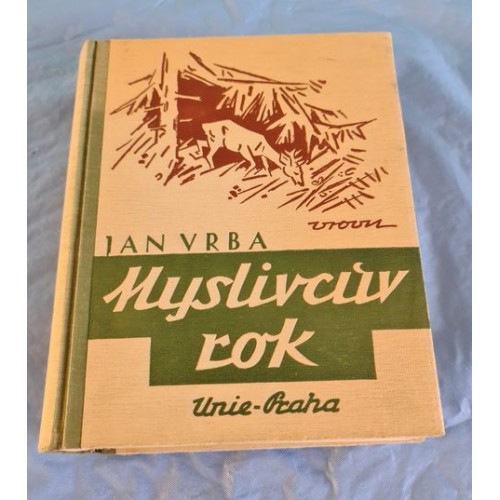 JAN VRBA
Myslivcův
rok
Unie-Praha